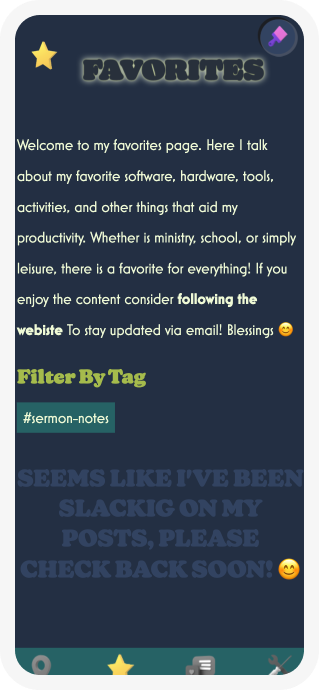 FAVORITES
Welcome to my favorites page. Here I talk
about my favorite software, hardware, tools,
activities, and other things that aid my
productivity. Whether is ministry, school, or simply
leisure, there is a favorite for everything! If you
enjoy the content consider following the
webiste To stay updated via email! Blessings 😊
Filter By Tag
#sermon-notes
SEEMS LIKE I'VE BEEN
SLACKIG ON MY
POSTS, PLEASE
CHECK BACK SOON! 😊